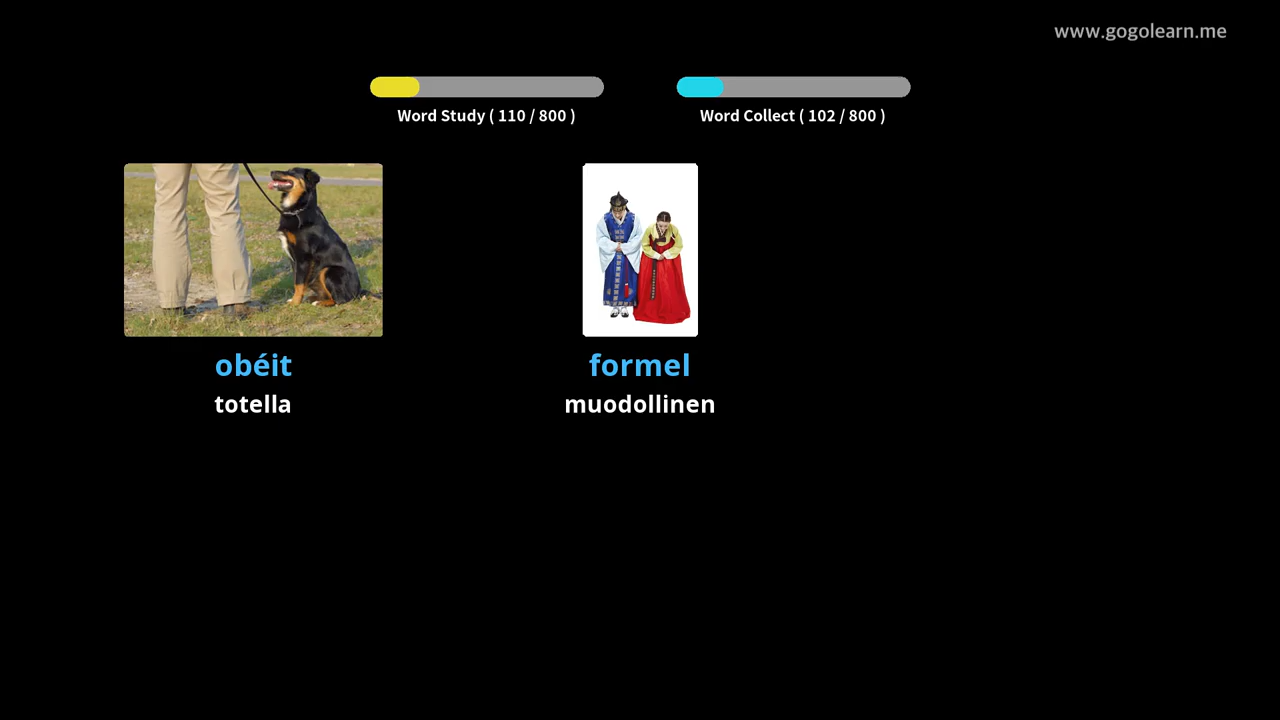 www.gogolearn.me
Word Study ( 110 / 800 )
Word Collect ( 102 / 800 )
obéit
totella
formel
muodollinen